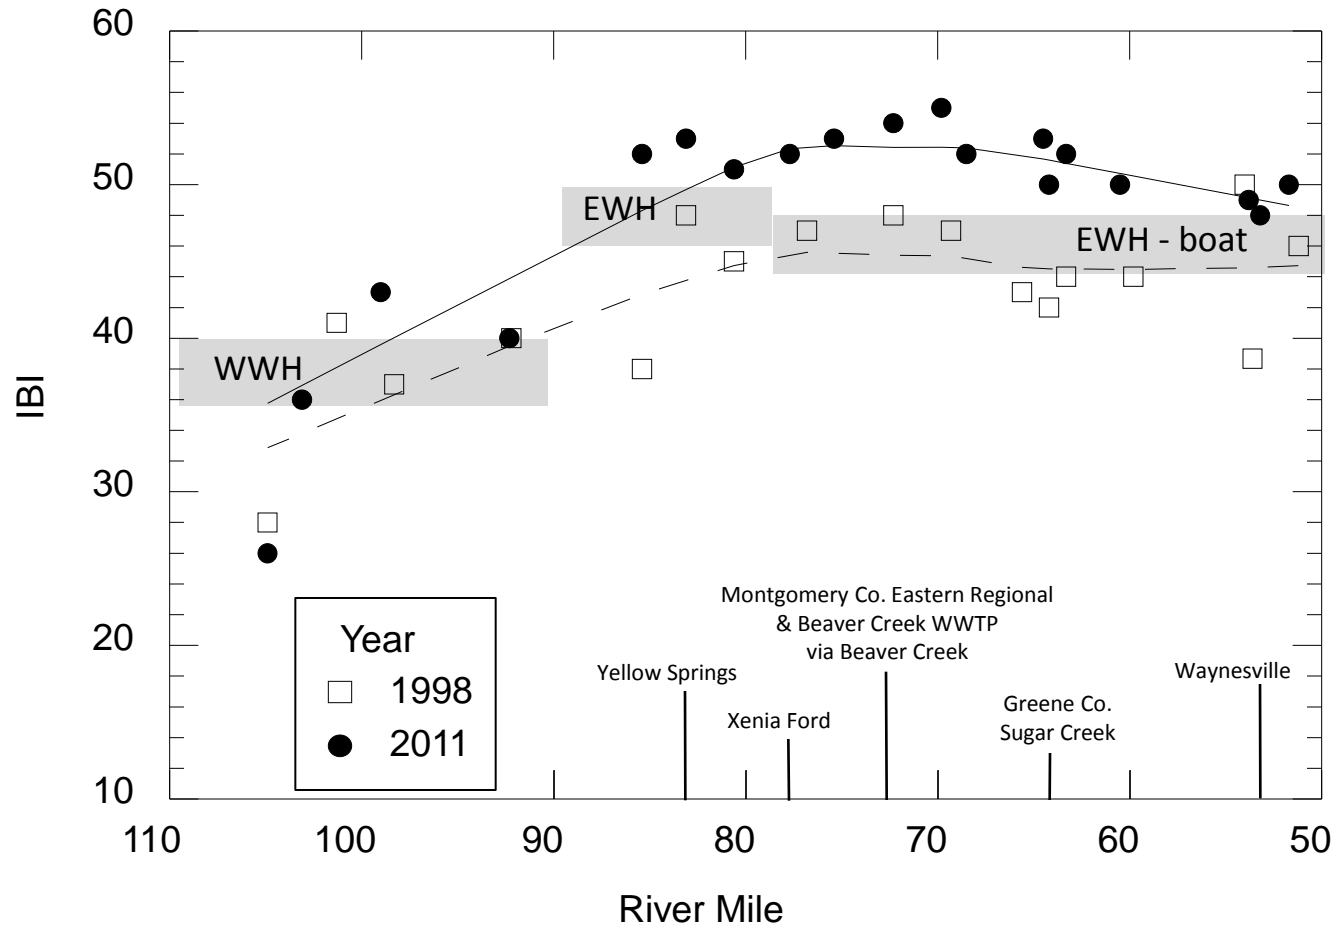 60
50
40
30
20
10
IBI
EWH
EWH - boat
WWH
Montgomery Co. Eastern Regional
& Beaver Creek WWTP
via Beaver Creek
Yellow Springs
Xenia Ford
Greene Co.
Sugar Creek
Waynesville
Year
1998
2011
110 100 90 80 70 60 50
River Mile